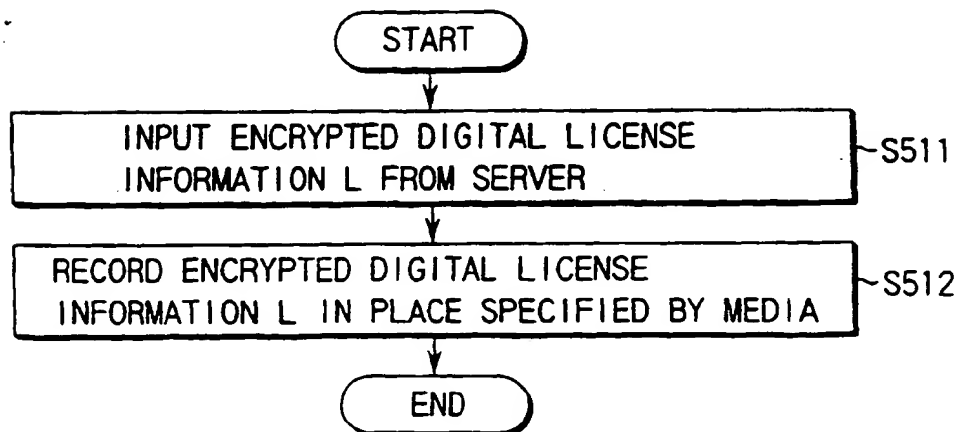 START
INPUT ENCRYPTED DIGITAL LICENSE
INFORMATION L FROM SERVER
S511
RECORD ENCRYPTED DIGITAL LICENSE
INFORMATION L IN PLACE SPECIFIED BY MEDIA
S512
END